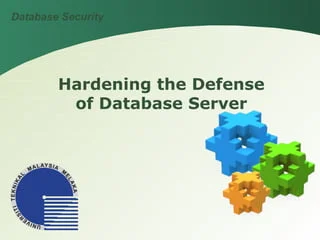 Database Security
Hardening the Defense
of Database Server
UNIVERSITI TEKNIKAL MALAYSIA MELAKA